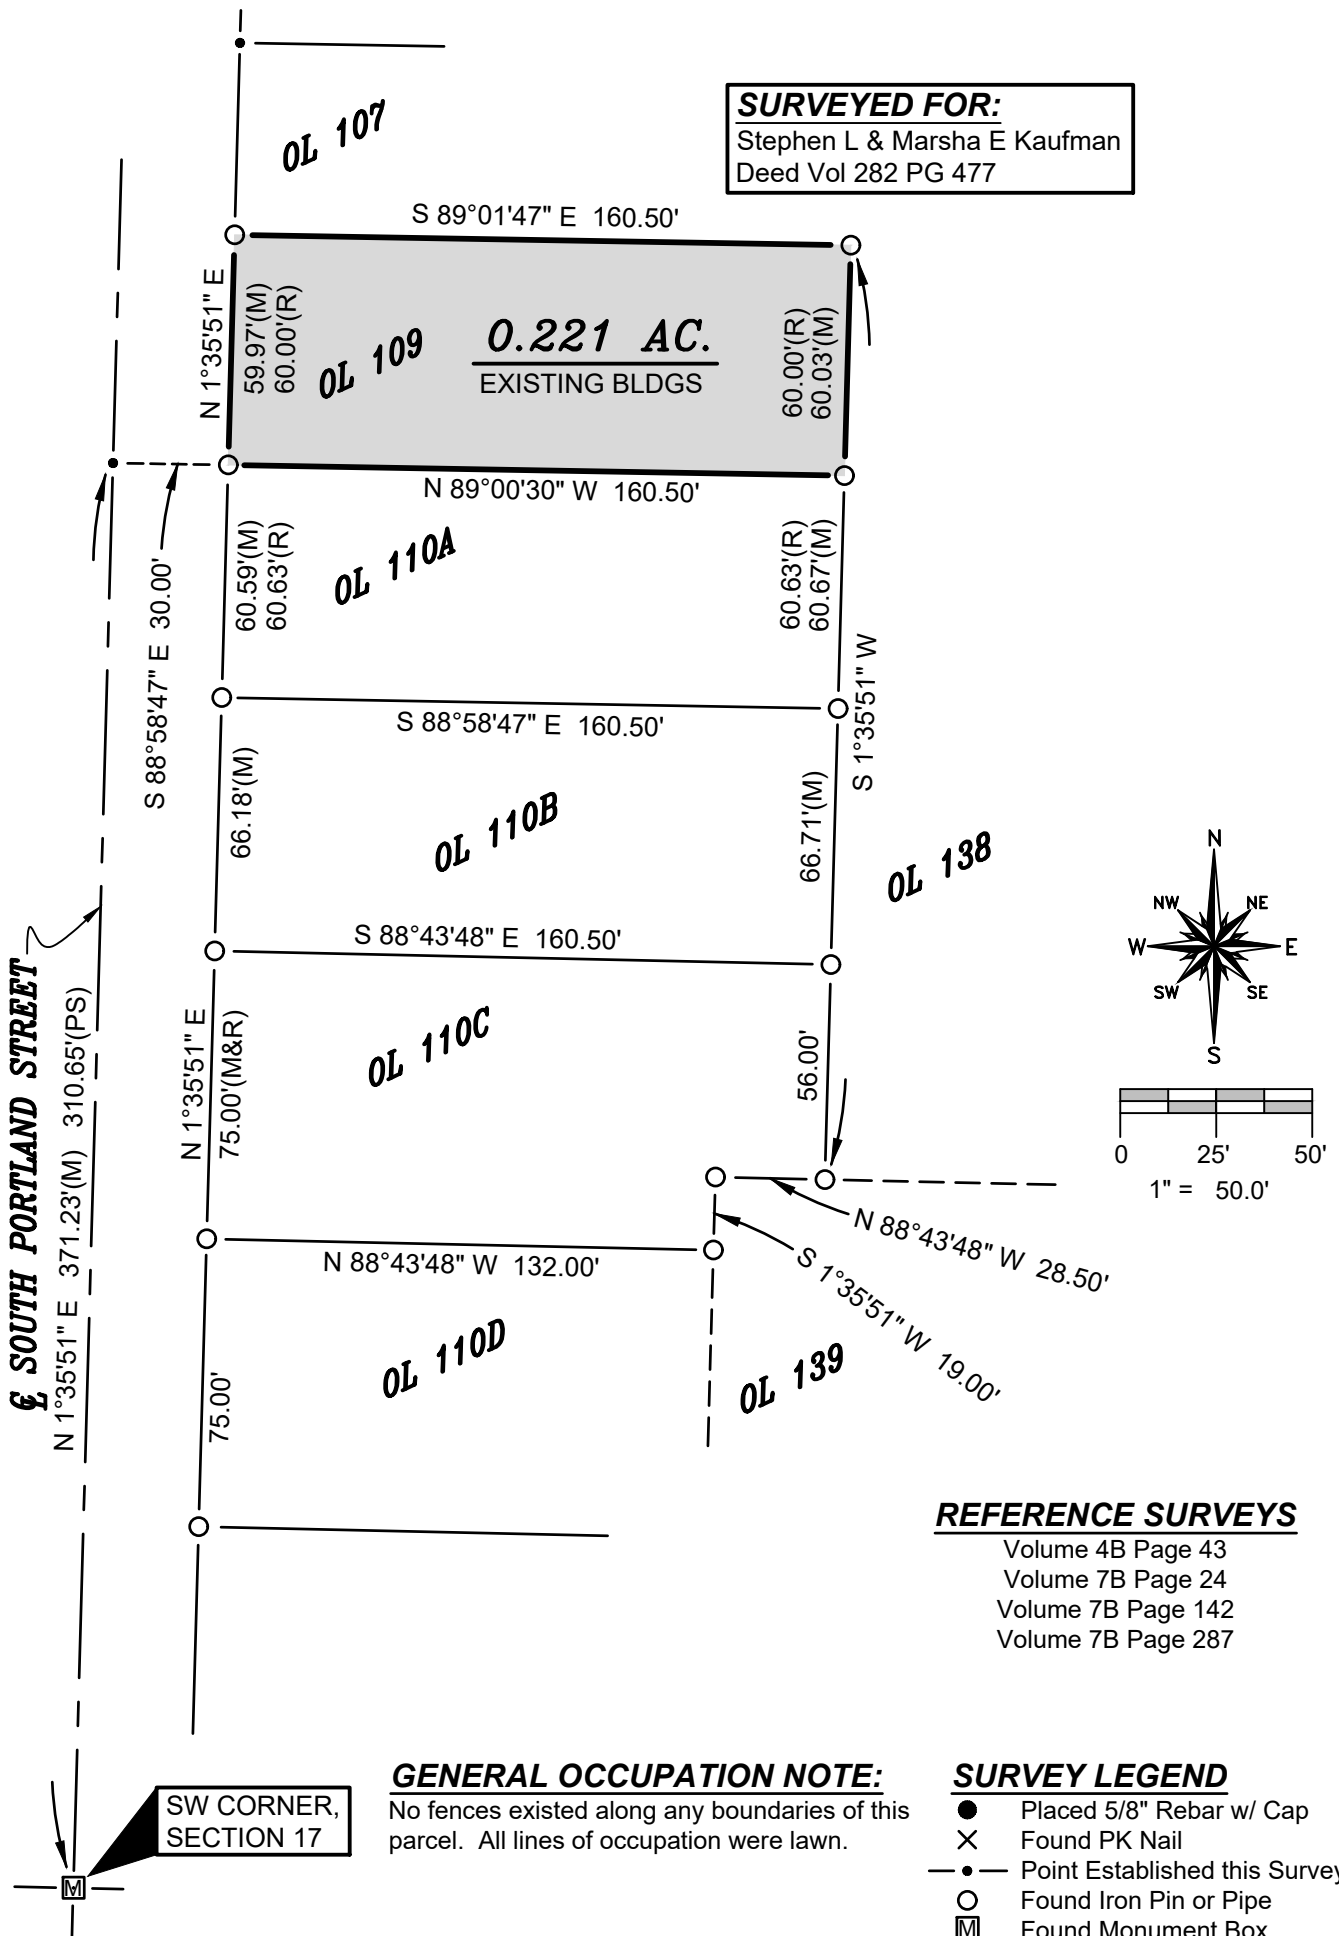 OL 107
SURVEYED FOR:
Stephen L & Marsha E Kaufman
Deed Vol 282 PG 477
S 89°01'47" E 160.50'
N 1°35'51" E
59.97'(M)
60.00'(R)
OL 109
0.221 AC.
EXISTING BLDGS
60.00'(R)
60.03'(M)
N 89°00'30" W 160.50'
S 88°58'47" E 30.00'
60.59'(M)
60.63'(R)
OL 110A
60.63'(R)
60.67'(M)
S 1°35'51" W
S 88°58'47" E 160.50'
66.18'(M)
OL 110B
66.71'(M)
OL 138
S 88°43'48" E 160.50'
N
NW
NE
W
E
SW
SE
S
℄ SOUTH PORTLAND STREET
N 1°35'51" E 371.23'(M) 310.65'(PS)
N 1°35'51" E
75.00'(M&R)
OL 110C
56.00'
0 25' 50'
1" = 50.0'
N 88°43'48" W 28.50'
S 1°35'51" W 19.00'
N 88°43'48" W 132.00'
OL 110D
75.00'
OL 139
REFERENCE SURVEYS
Volume 4B Page 43
Volume 7B Page 24
Volume 7B Page 142
Volume 7B Page 287
SW CORNER,
SECTION 17
M
GENERAL OCCUPATION NOTE:
No fences existed along any boundaries of this
parcel. All lines of occupation were lawn.
SURVEY LEGEND
Placed 5/8" Rebar w/ Cap
Found PK Nail
Point Established this Survey
Found Iron Pin or Pipe
M Found Monument Box